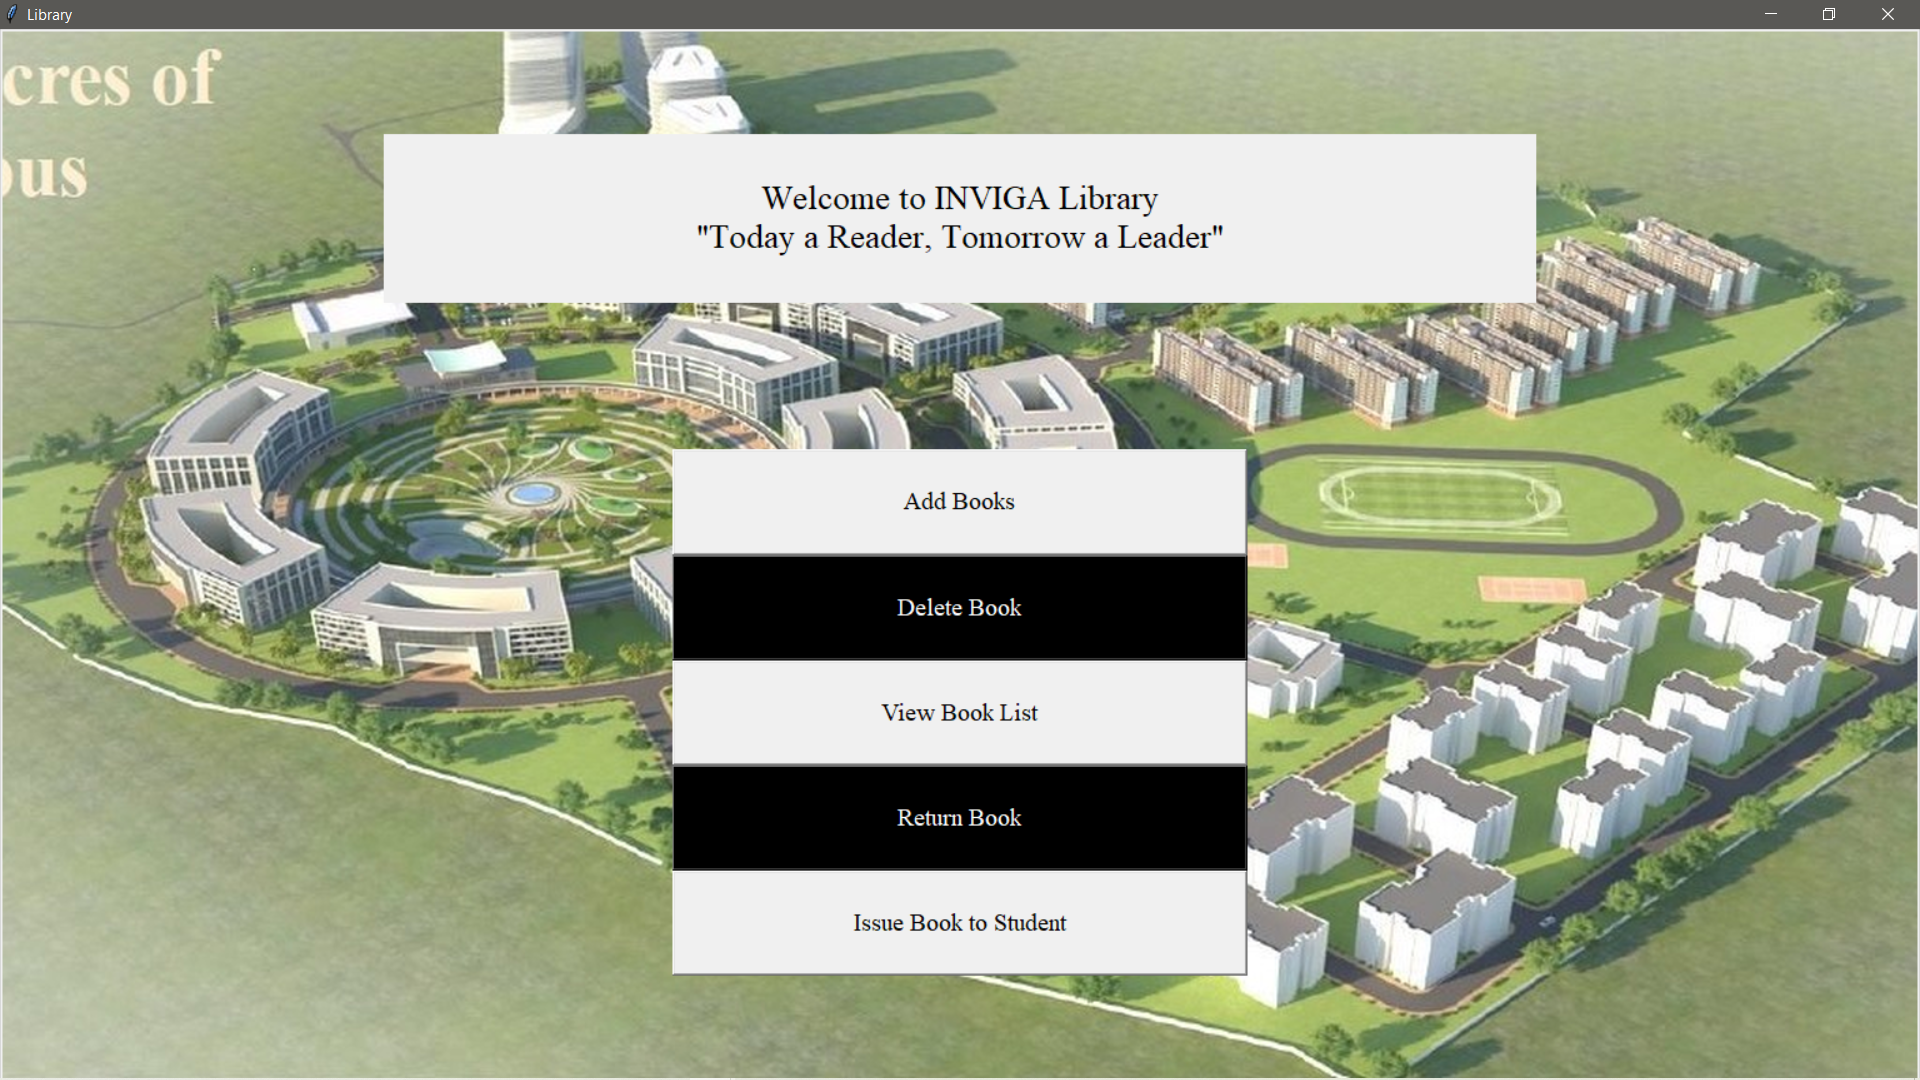 Library
cres of
ous
Welcome to INVIGA Library
"Today a Reader, Tomorrow a Leader"
Add Books
Delete Book
View Book List
Return Book
Issue Book to Student